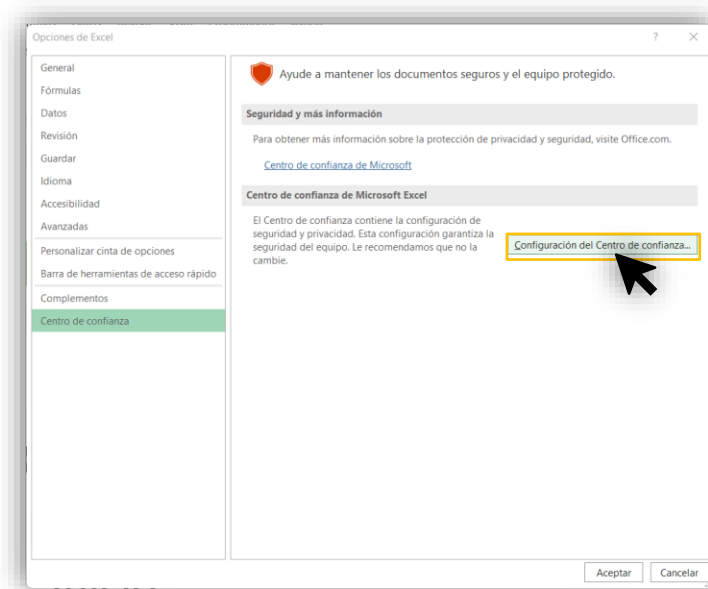 Opciones de Excel
?
General
Fórmulas
Datos
Revisión
Guardar
Idioma
Accesibilidad
Avanzadas
Personalizar cinta de opciones
Barra de herramientas de acceso rápido
Complementos
Centro de confianza
Ayude a mantener los documentos seguros y el equipo protegido.
Seguridad y más información
Para obtener más información sobre la protección de privacidad y seguridad, visite Office.com.
Centro de confianza de Microsoft
Centro de confianza de Microsoft Excel
El Centro de confianza contiene la configuración de
seguridad y privacidad. Esta configuración garantiza la
seguridad del equipo. Le recomendamos que no la
cambie.
Configuración del Centro de confianza...
Aceptar
Cancelar